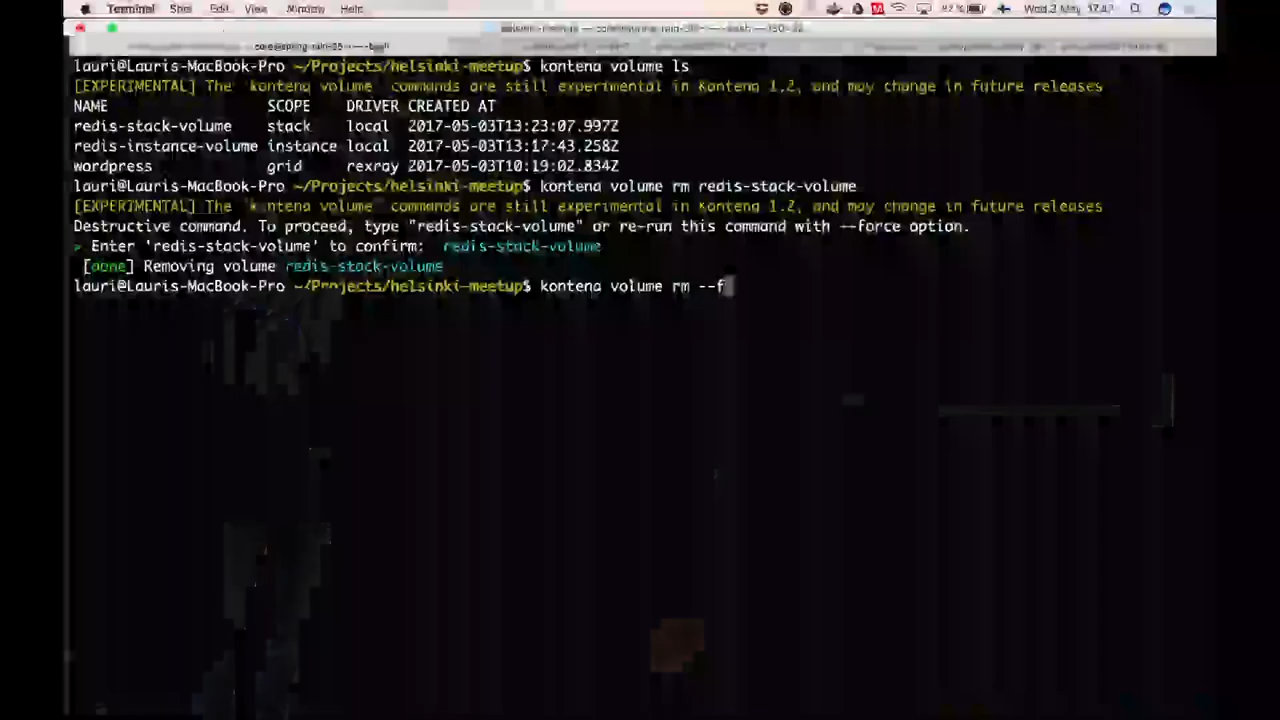 Terminal Shell Edit View Window Help Wed 3 May
lauri@Lauris-MacBook-Pro ~/Projects/helsinki-meetup$ kontena volume ls
[EXPERIMENTAL] The `kontena volume` commands are still experimental in Kontena 1.2, and may change in future releases
NAME SCOPE DRIVER CREATED AT
redis-stack-volume stack local 2017-05-03T13:23:07.997Z
redis-instance-volume instance local 2017-05-03T13:17:43.258Z
wordpress grid rexray 2017-05-03T10:19:02.834Z
lauri@Lauris-MacBook-Pro ~/Projects/helsinki-meetup$ kontena volume rm redis-stack-volume
[EXPERIMENTAL] The `kontena volume` commands are still experimental in Kontena 1.2, and may change in future releases
Destructive command. To proceed, type "redis-stack-volume" or re-run this command with --force option.
> Enter 'redis-stack-volume' to confirm: redis-stack-volume
[done] Removing volume redis-stack-volume
lauri@Lauris-MacBook-Pro ~/Projects/helsinki-meetup$ kontena volume rm --f